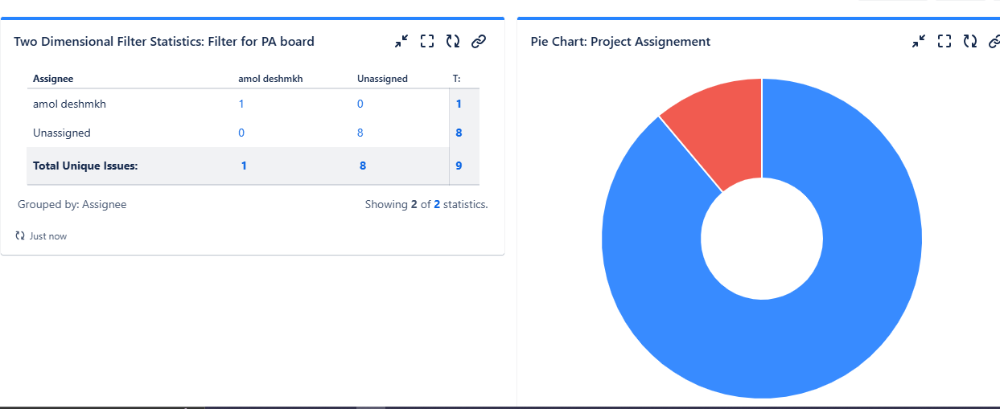 Two Dimensional Filter Statistics: Filter for PA board
Assignee amol deshmkh Unassigned T:
amol deshmkh 1 0 1
Unassigned 0 8 8
Total Unique Issues: 1 8 9
Grouped by: Assignee Showing 2 of 2 statistics.
Just now
Pie Chart: Project Assignement